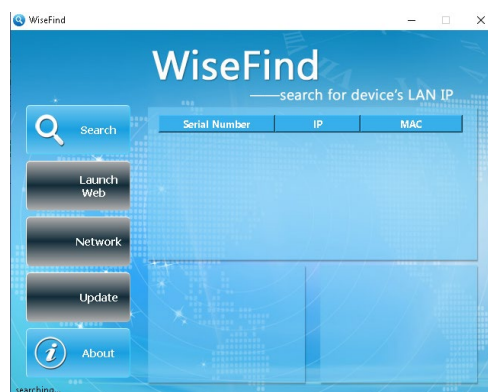 WiseFind
WiseFind
——search for device's LAN IP
Search
Serial Number IP MAC
Launch
Web
Network
Update
About
searching...